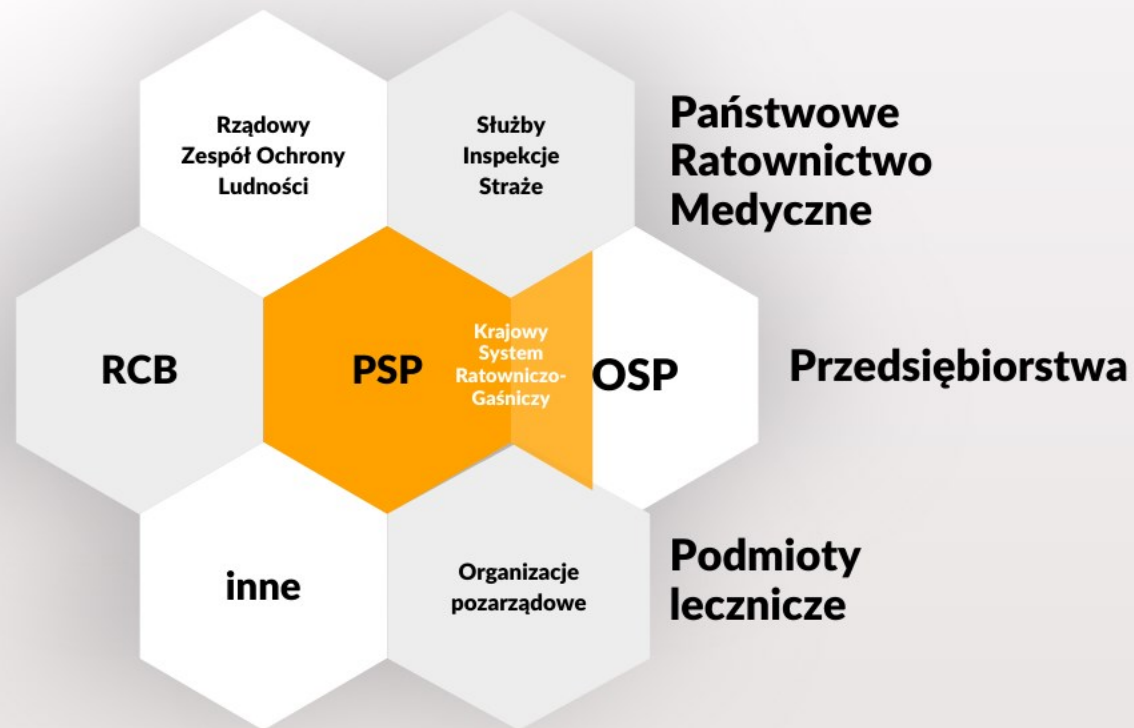 Rządowy
Zespół Ochrony
Ludności
Służby
Inspekcje
Straże
Państwowe
Ratownictwo
Medyczne
RCB
PSP
Krajowy
System
Ratowniczo-
Gaśniczy
OSP
Przedsiębiorstwa
inne
Organizacje
pozarządowe
Podmioty
lecznicze